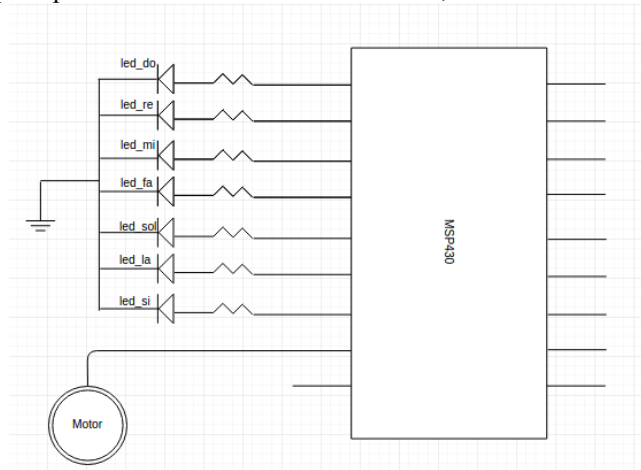 led_do
led_re
led_mi
led_fa
led_sol
led_la
led_si
MSP430
Motor